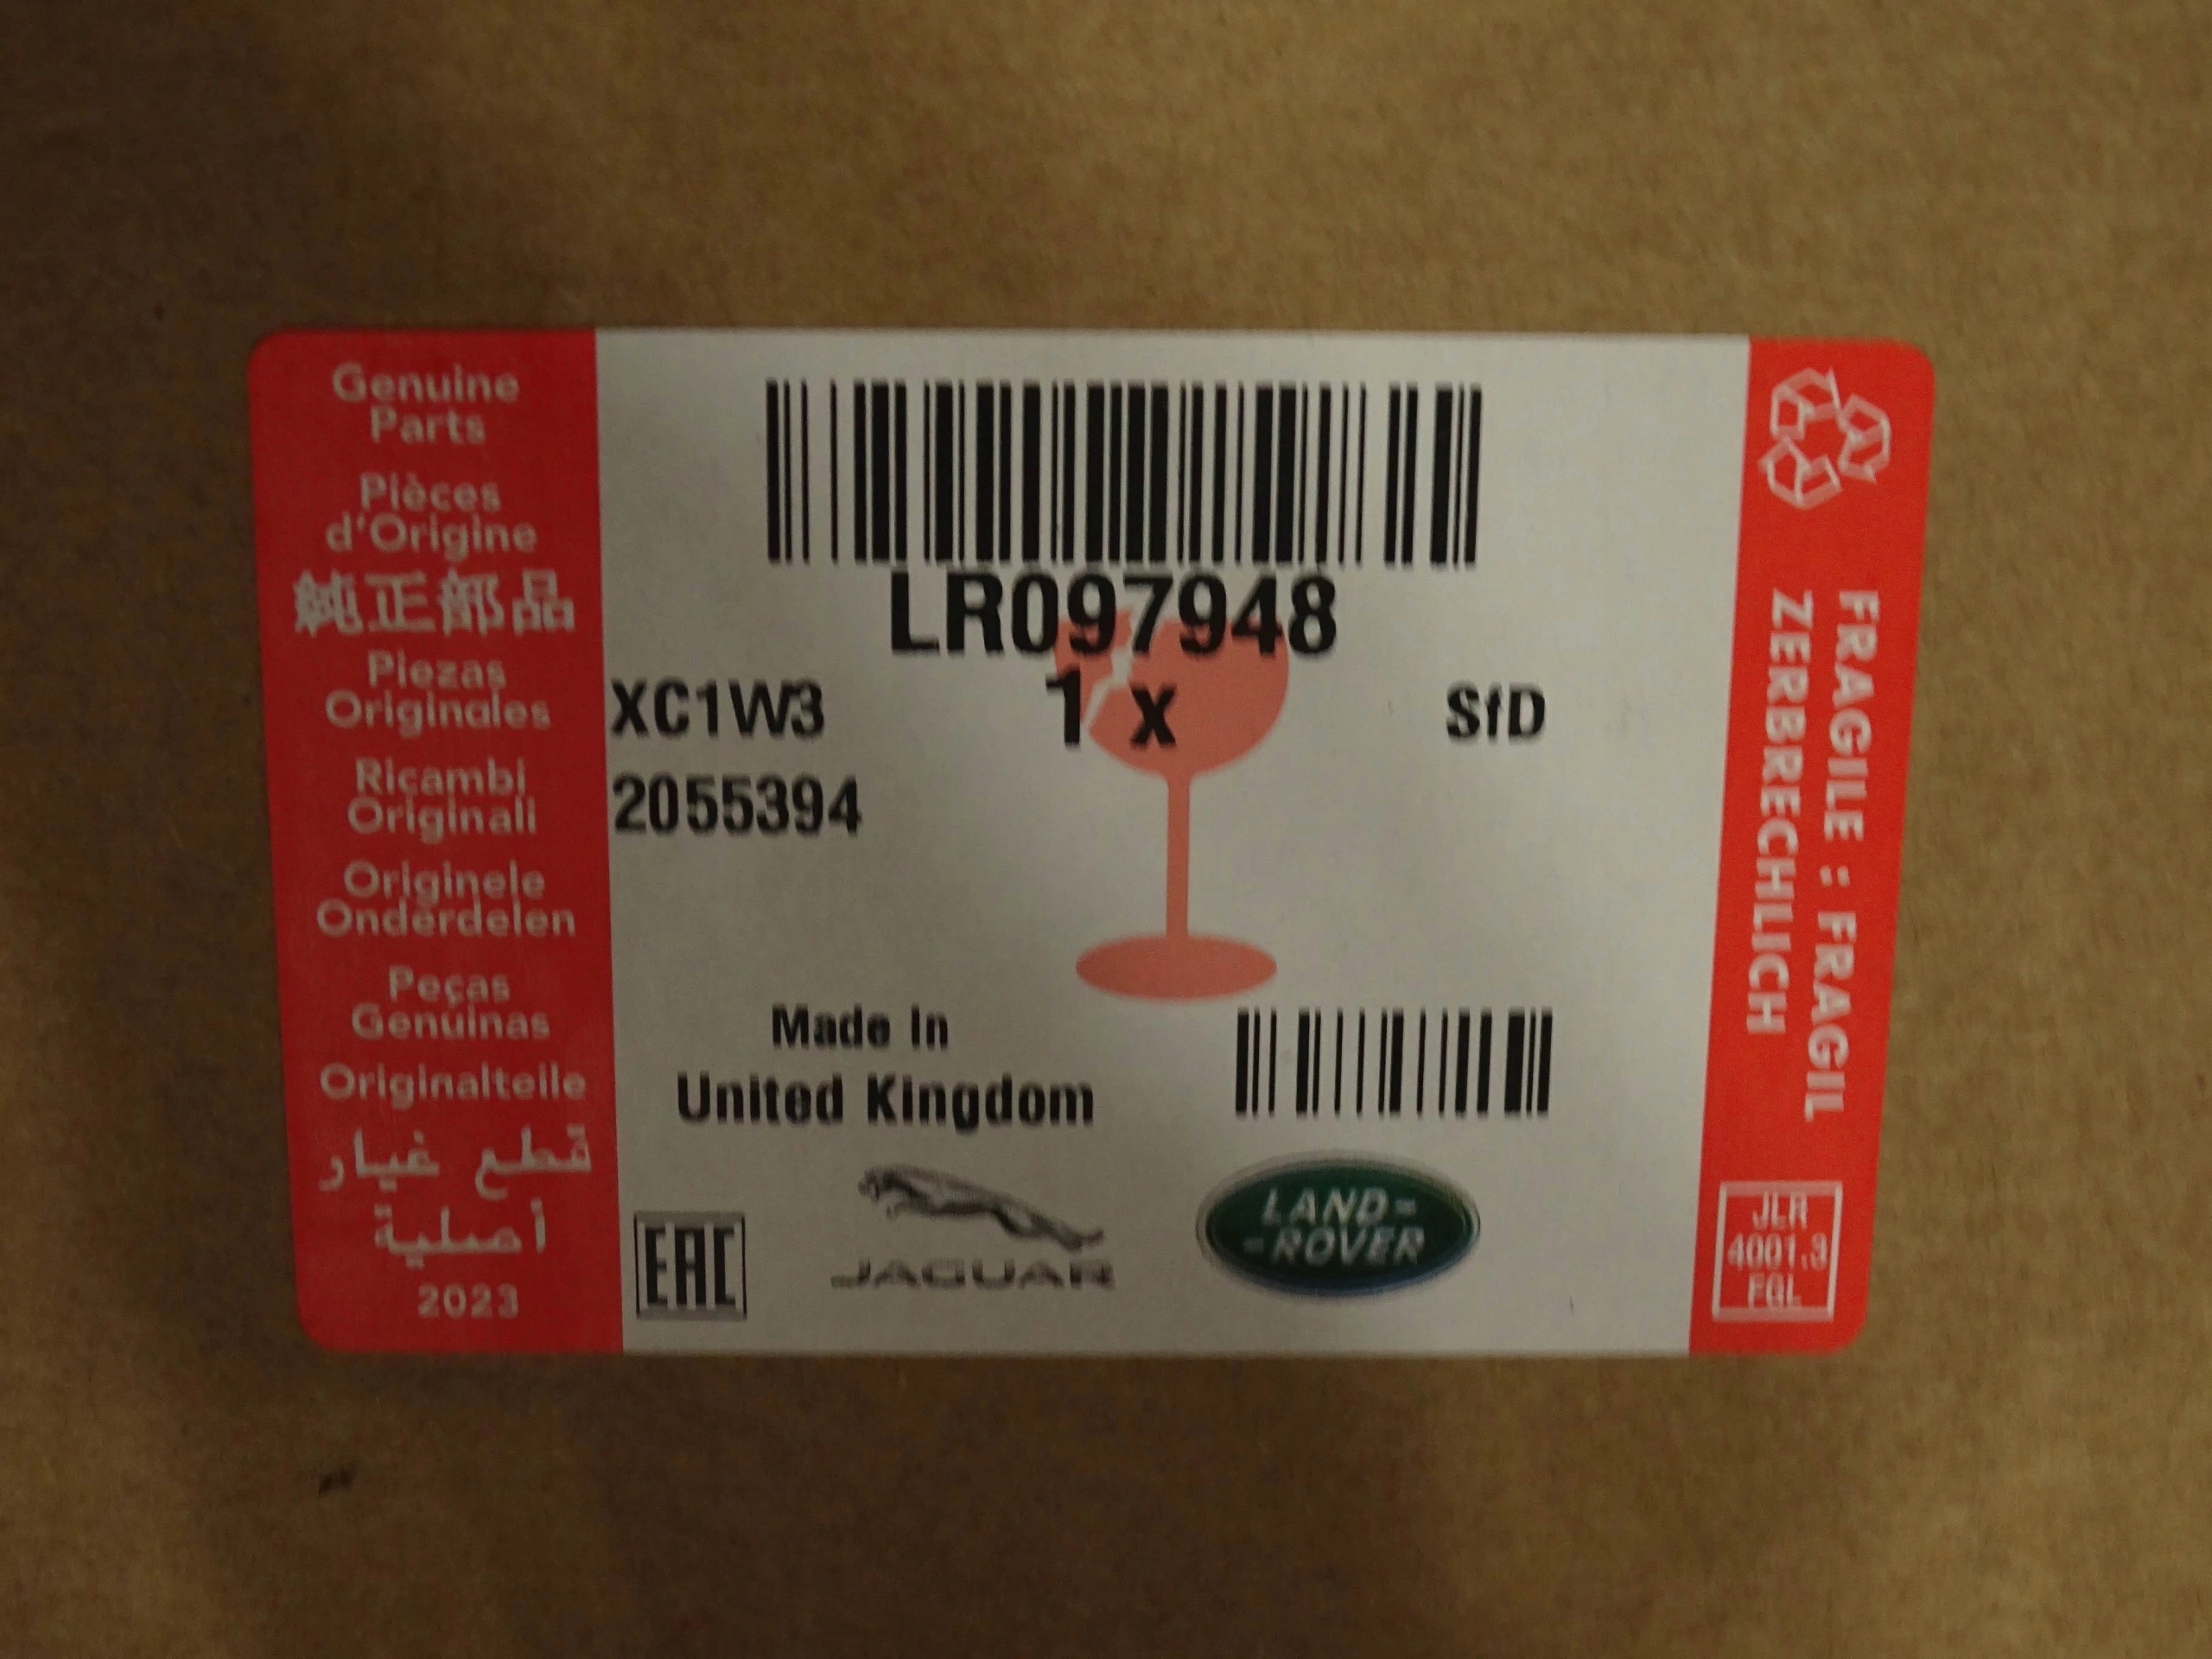 Genuine
Parts
Pièces
d'Origine
純正部品
Piezas
Originales
Ricambi
Originali
Originele
Onderdelen
Peças
Genuinas
Originalteile
قطع غيار
أصلية
2023
LR097948
XC1W3 1 x SfD
2055394
Made In
United Kingdom
EAC
JAGUAR
LAND-
-ROVER
FRAGILE : FRAGIL
ZERBRECHLICH
JLR
4001.3
FGL